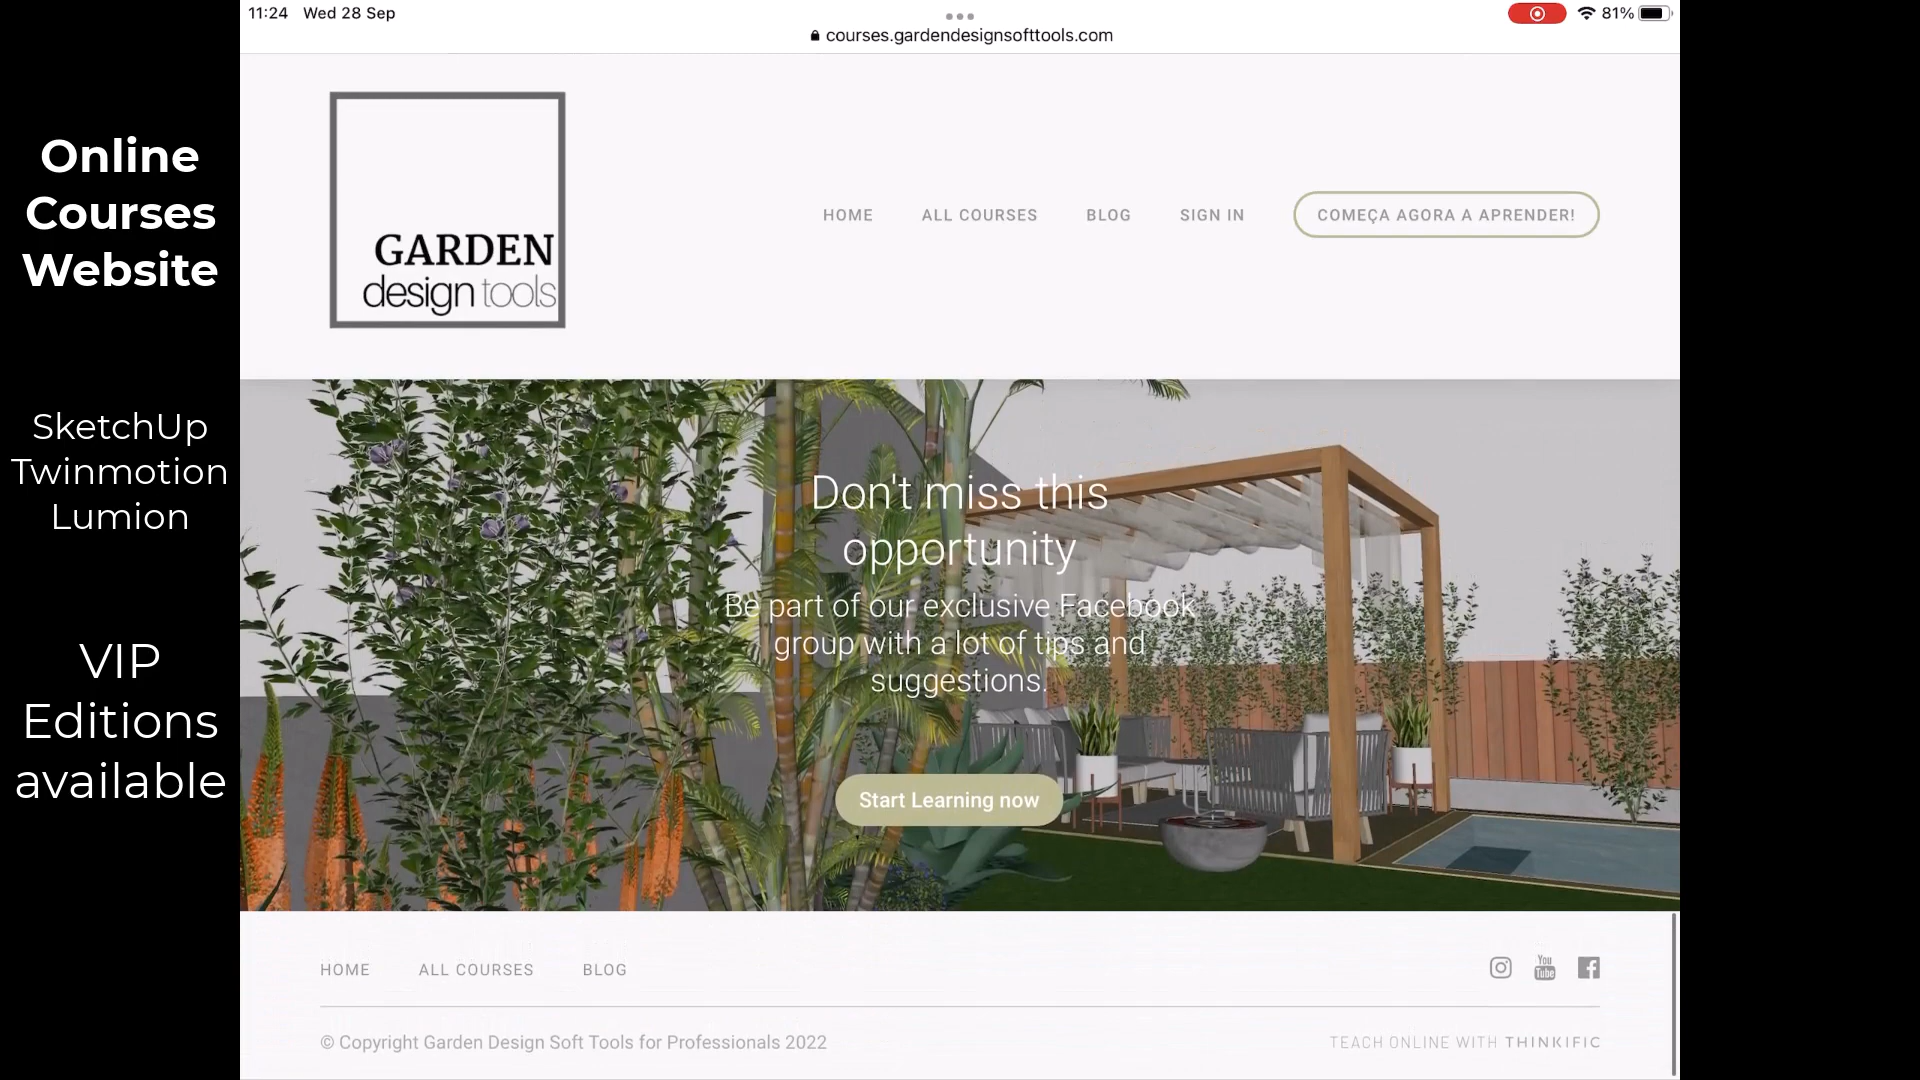 11:24 Wed 28 Sep
81%
courses.gardendesignsofttools.com
Online
Courses
Website
SketchUp
Twinmotion
Lumion
VIP
Editions
available
GARDEN
design tools
HOME
ALL COURSES
BLOG
SIGN IN
COMEÇA AGORA A APRENDER!
Don't miss this
opportunity
Be part of our exclusive Facebook
group with a lot of tips and
suggestions.
Start Learning now
HOME
ALL COURSES
BLOG
You
Tube
© Copyright Garden Design Soft Tools for Professionals 2022
TEACH ONLINE WITH THINKIFIC